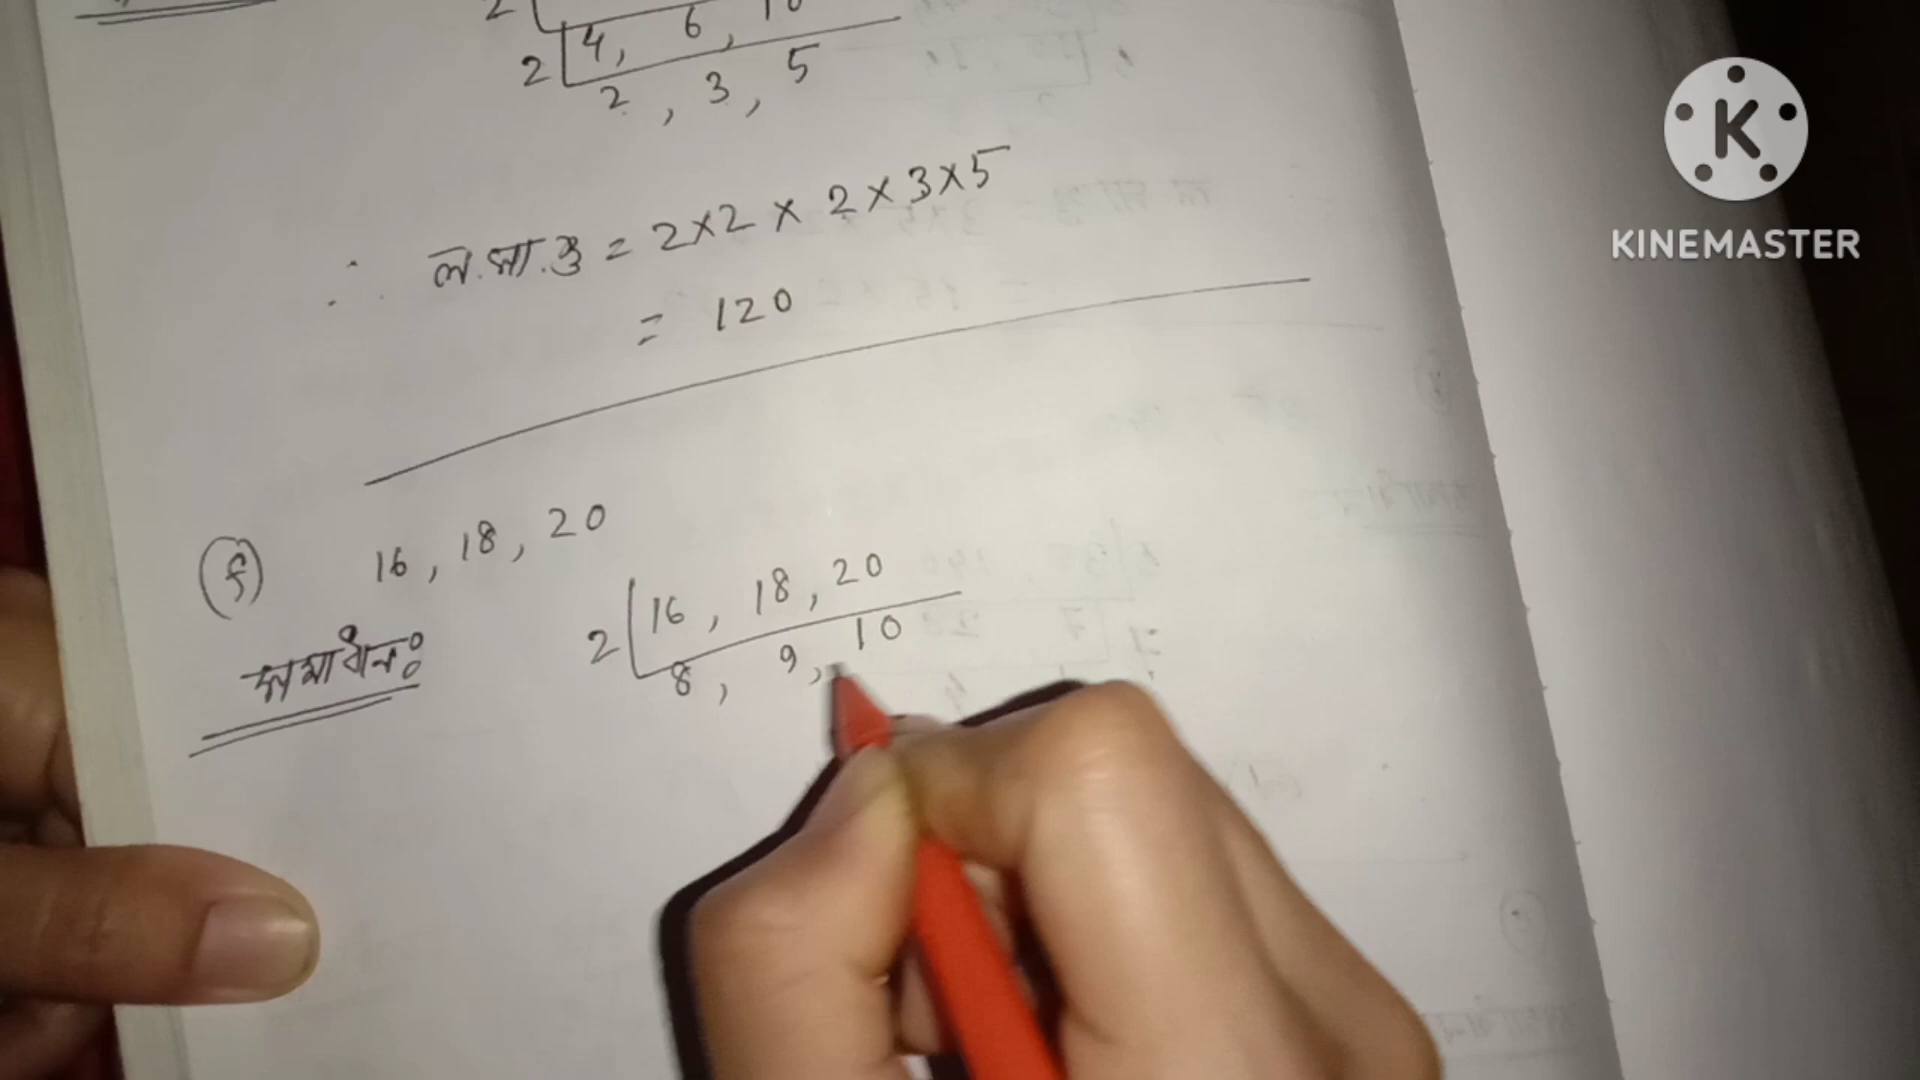 2
2 4, 6, 10
2, 3, 5
∴ ল.সা.গু = 2×2 × 2×3×5
= 120
(f) 16, 18, 20
সমাধানঃ
2 16, 18, 20
8, 9, 10
K
KINEMASTER